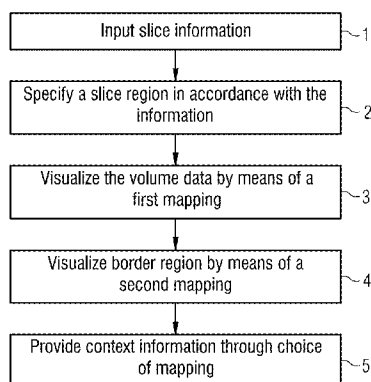 Input slice information
1
Specify a slice region in accordance with the
information
2
Visualize the volume data by means of a
first mapping
3
Visualize border region by means of a
second mapping
4
Provide context information through choice
of mapping
5